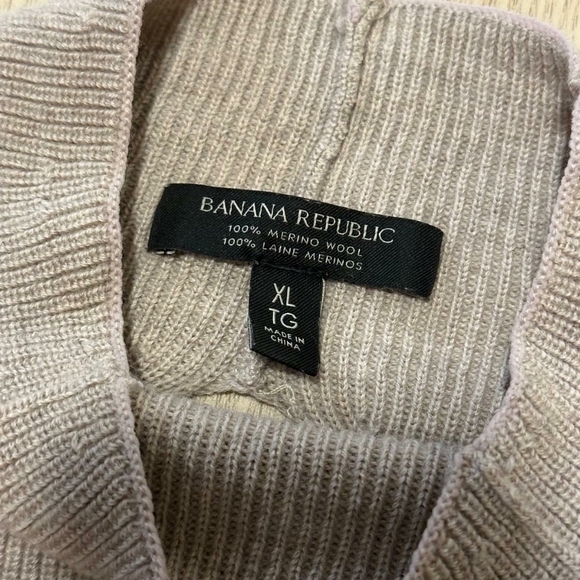 BANANA REPUBLIC
100% MERINO WOOL
100% LAINE MERINOS
XL
TG
MADE IN
CHINA